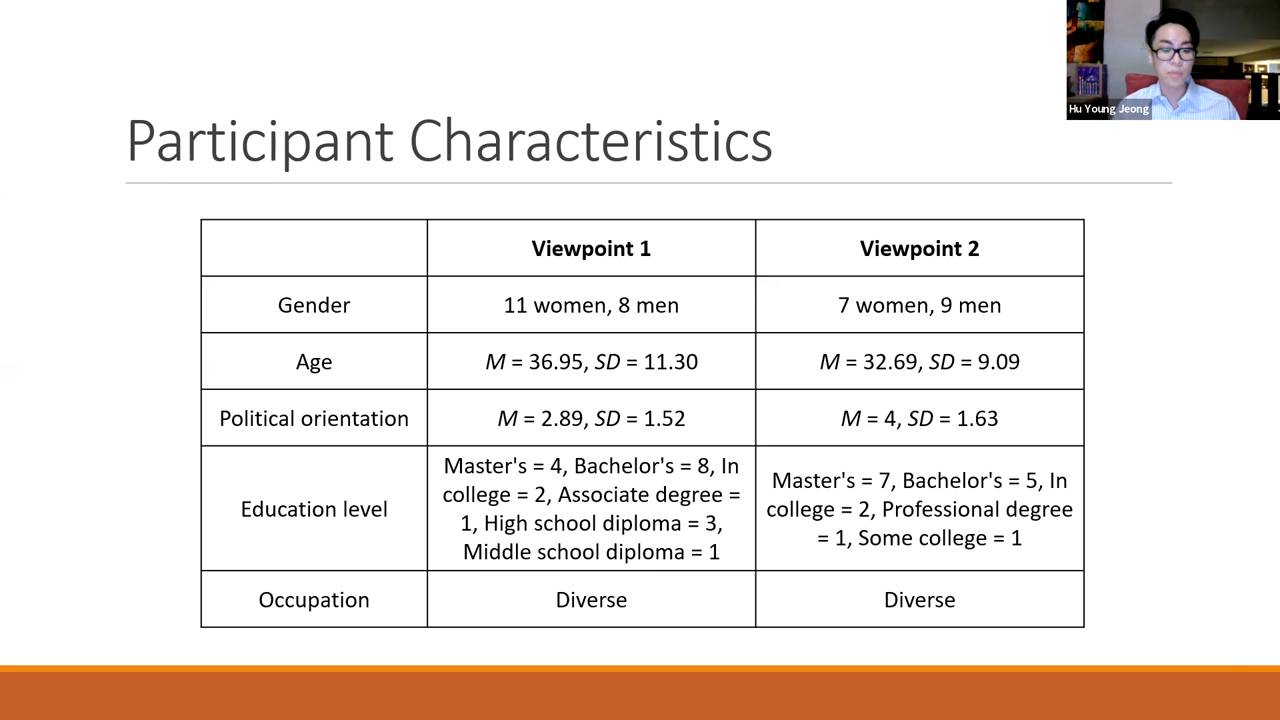 Hu Young Jeong
Participant Characteristics
Viewpoint 1
Viewpoint 2
Gender
11 women, 8 men
7 women, 9 men
Age
M = 36.95, SD = 11.30
M = 32.69, SD = 9.09
Political orientation
M = 2.89, SD = 1.52
M = 4, SD = 1.63
Education level
Master's = 4, Bachelor's = 8, In
college = 2, Associate degree =
1, High school diploma = 3,
Middle school diploma = 1
Master's = 7, Bachelor's = 5, In
college = 2, Professional degree
= 1, Some college = 1
Occupation
Diverse
Diverse